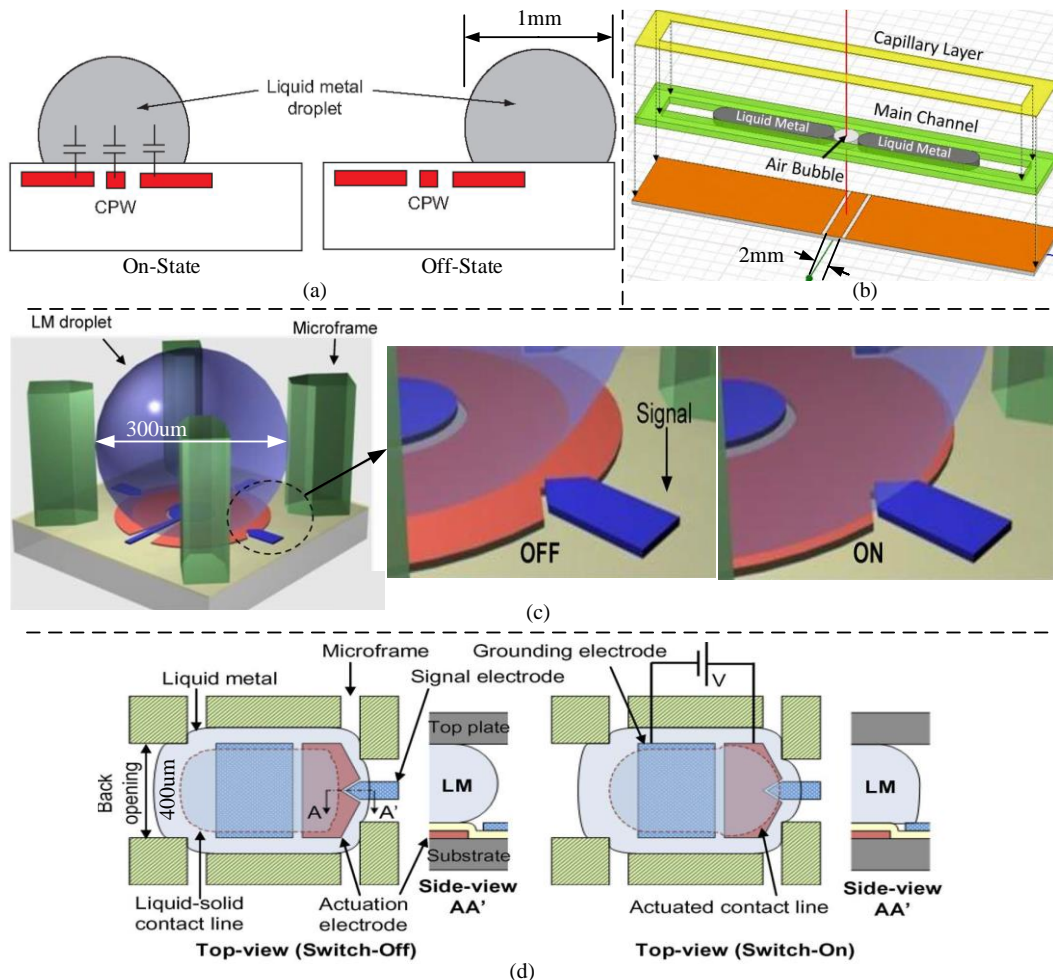 1mm
Liquid metal
droplet
CPW
CPW
On-State
Off-State
(a)
Capillary Layer
Main Channel
Liquid Metal
Liquid Metal
Air Bubble
2mm
(b)
LM droplet
Microframe
300um
OFF
Signal
ON
(c)
Microframe
Grounding electrode
Liquid metal
Signal electrode
V
Top plate
Back
opening
400um
A
A'
LM
LM
Substrate
Liquid-solid
contact line
Actuation
electrode
Side-view
AA'
Actuated contact line
Side-view
AA'
Top-view (Switch-Off)
Top-view (Switch-On)
(d)